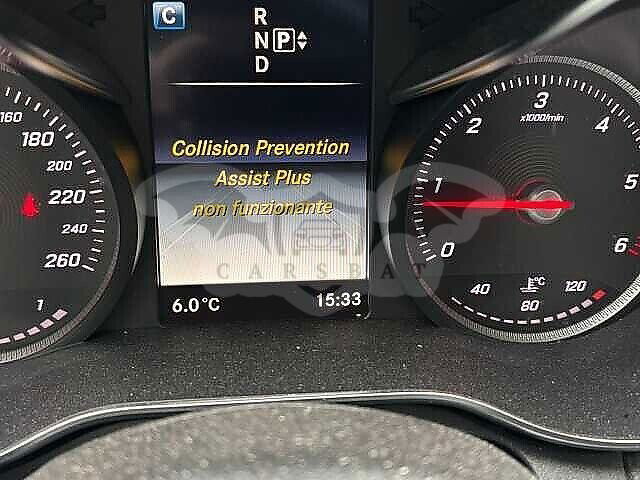 C
R
N P
D
Collision Prevention
Assist Plus
non funzionante
CARSBAT
6.0°C
15:33
160
180
200
220
240
260
1
0
1
2
3
4
5
6
x1000/min
40
80
120
°C